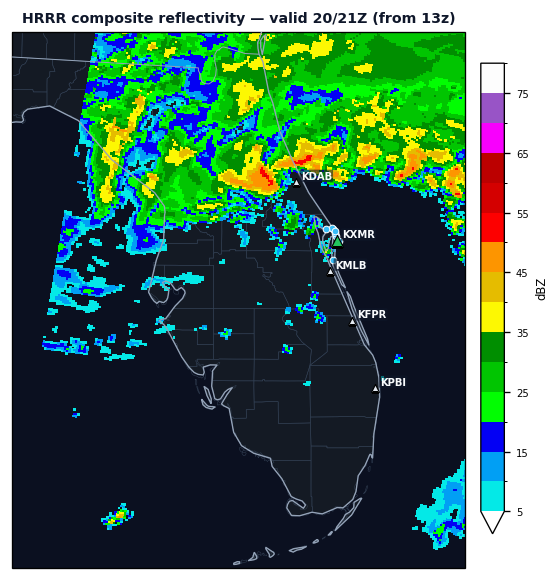 HRRR composite reflectivity — valid 20/21Z (from 13z)
KDAB
KXMR
KMLB
KFPR
KPBI
75
65
55
45
35
25
15
5
dBZ